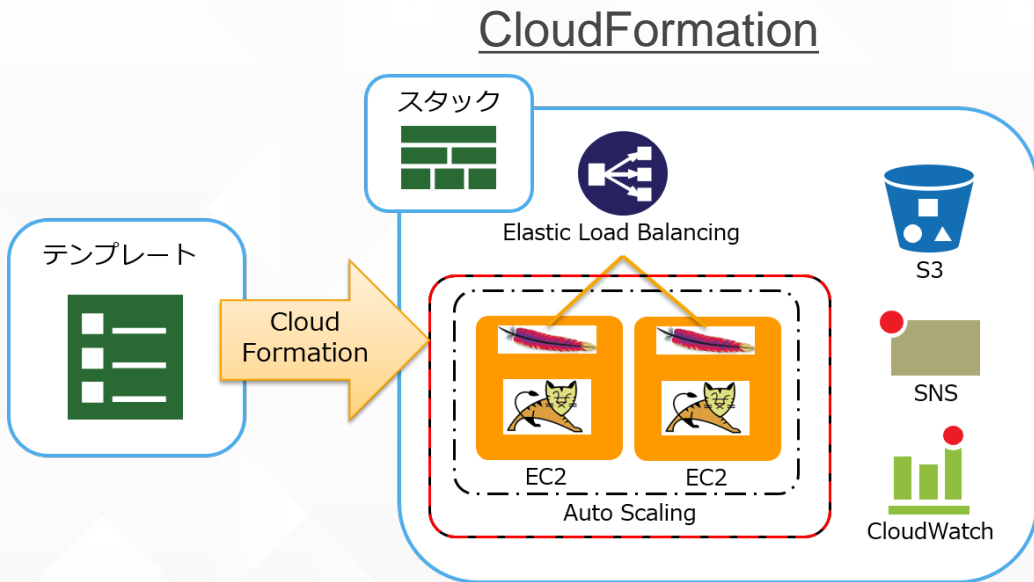 CloudFormation
スタック
テンプレート
Cloud
Formation
Elastic Load Balancing
EC2
EC2
Auto Scaling
S3
SNS
CloudWatch